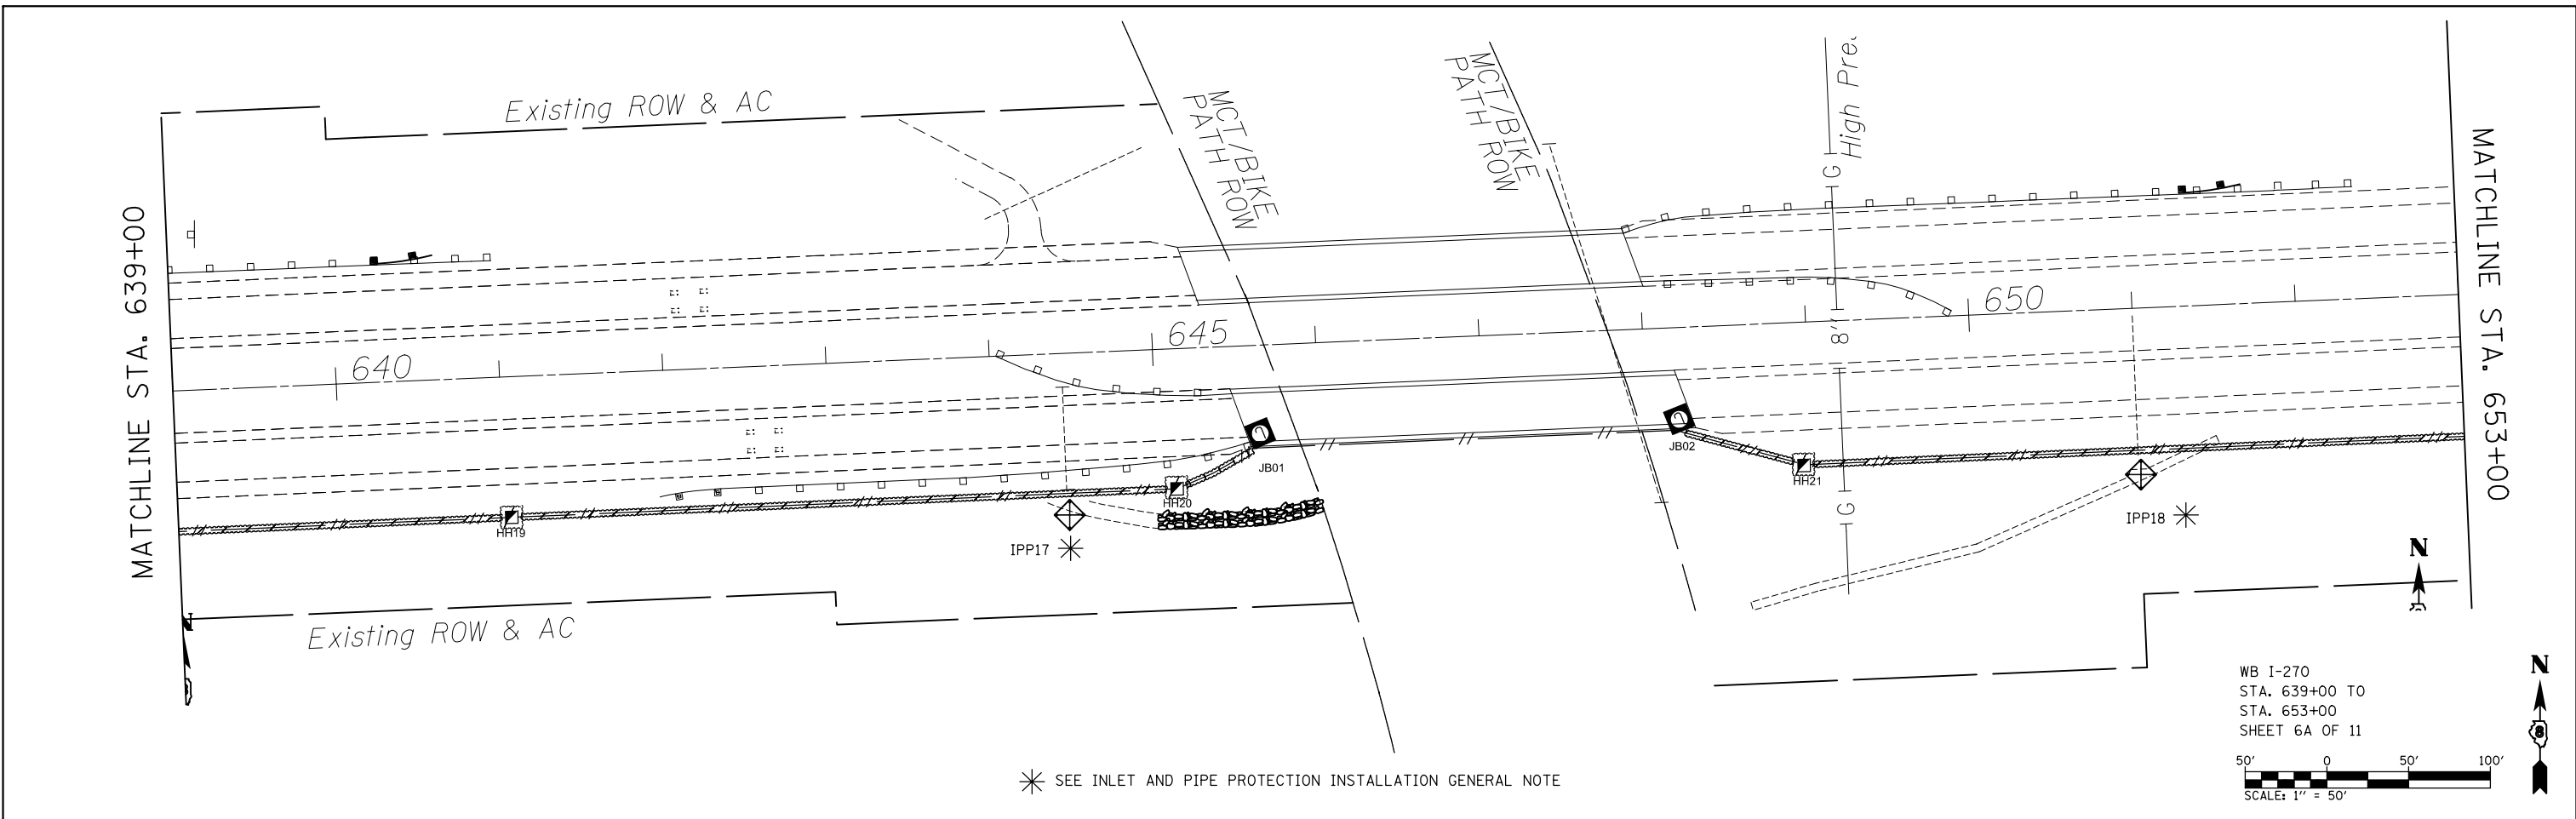 Existing ROW & AC
MCT/BIKE
PATH ROW
MCT/BIKE
PATH ROW
High Pre
G
8"
G
MATCHLINE STA. 639+00
MATCHLINE STA. 653+00
640
645
650
JB01
JB02
HH19
HH20
HH21
IPP17
IPP18
Existing ROW & AC
N
N
N
8
WB I-270
STA. 639+00 TO
STA. 653+00
SHEET 6A OF 11
50' 0 50' 100'
SCALE: 1" = 50'
SEE INLET AND PIPE PROTECTION INSTALLATION GENERAL NOTE